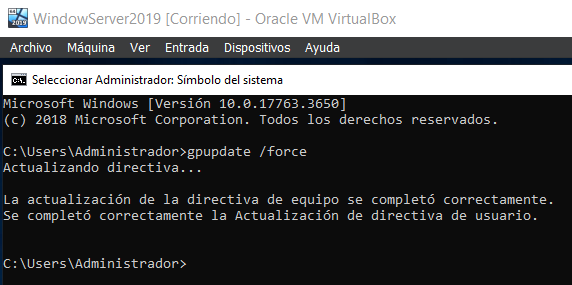 WindowServer2019 [Corriendo] - Oracle VM VirtualBox
Archivo Máquina Ver Entrada Dispositivos Ayuda
Seleccionar Administrador: Símbolo del sistema
Microsoft Windows [Versión 10.0.17763.3650]
(c) 2018 Microsoft Corporation. Todos los derechos reservados.
C:\Users\Administrador>gpupdate /force
Actualizando directiva...
La actualización de la directiva de equipo se completó correctamente.
Se completó correctamente la Actualización de directiva de usuario.
C:\Users\Administrador>